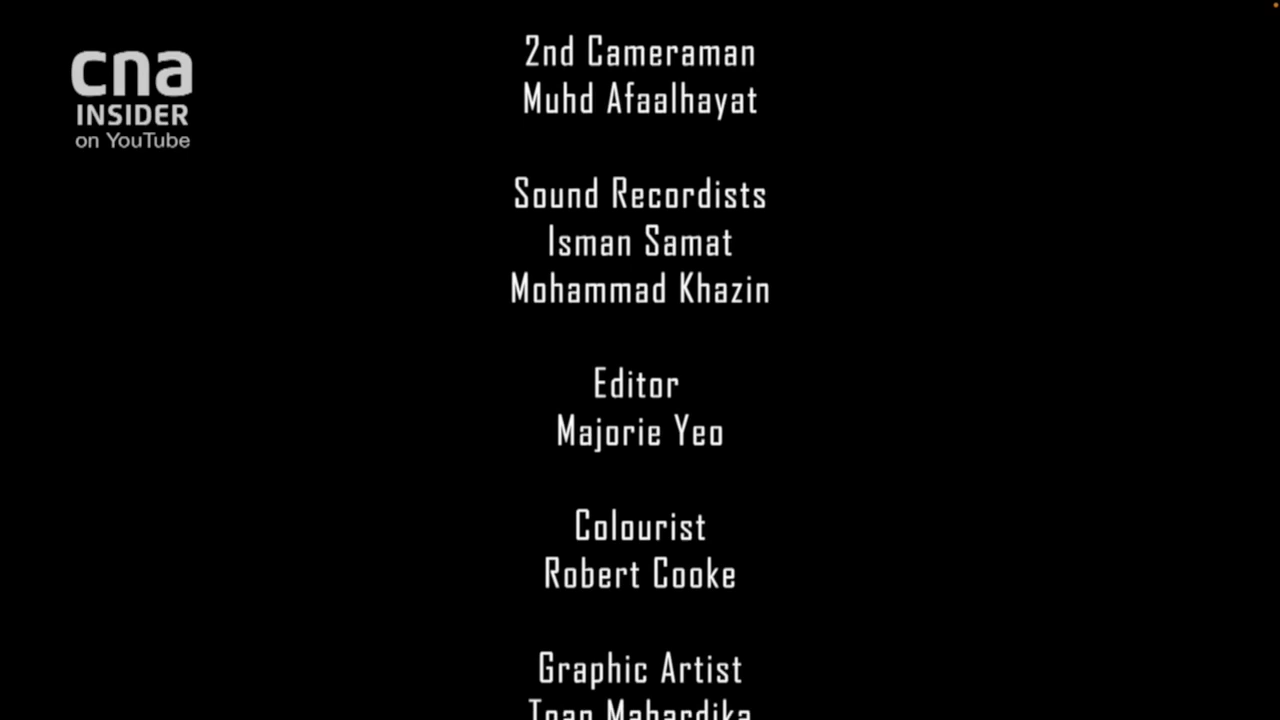 cna
INSIDER
on YouTube
2nd Cameraman
Muhd Afaalhayat
Sound Recordists
Isman Samat
Mohammad Khazin
Editor
Majorie Yeo
Colourist
Robert Cooke
Graphic Artist
Mahardika